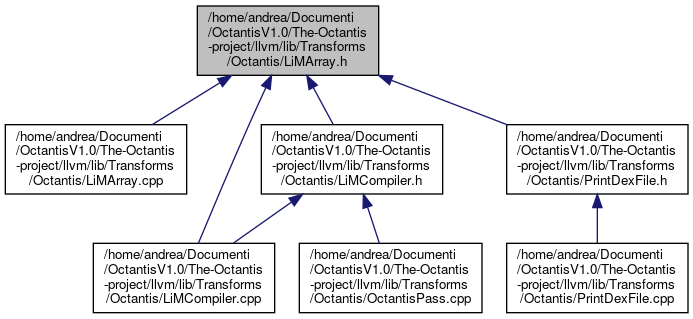 /home/andrea/Documenti
/OctantisV1.0/The-Octantis
-project/llvm/lib/Transforms
/Octantis/LiMArray.h
/home/andrea/Documenti
/OctantisV1.0/The-Octantis
-project/llvm/lib/Transforms
/Octantis/LiMArray.cpp
/home/andrea/Documenti
/OctantisV1.0/The-Octantis
-project/llvm/lib/Transforms
/Octantis/LiMCompiler.h
/home/andrea/Documenti
/OctantisV1.0/The-Octantis
-project/llvm/lib/Transforms
/Octantis/PrintDexFile.h
/home/andrea/Documenti
/OctantisV1.0/The-Octantis
-project/llvm/lib/Transforms
/Octantis/LiMCompiler.cpp
/home/andrea/Documenti
/OctantisV1.0/The-Octantis
-project/llvm/lib/Transforms
/Octantis/OctantisPass.cpp
/home/andrea/Documenti
/OctantisV1.0/The-Octantis
-project/llvm/lib/Transforms
/Octantis/PrintDexFile.cpp